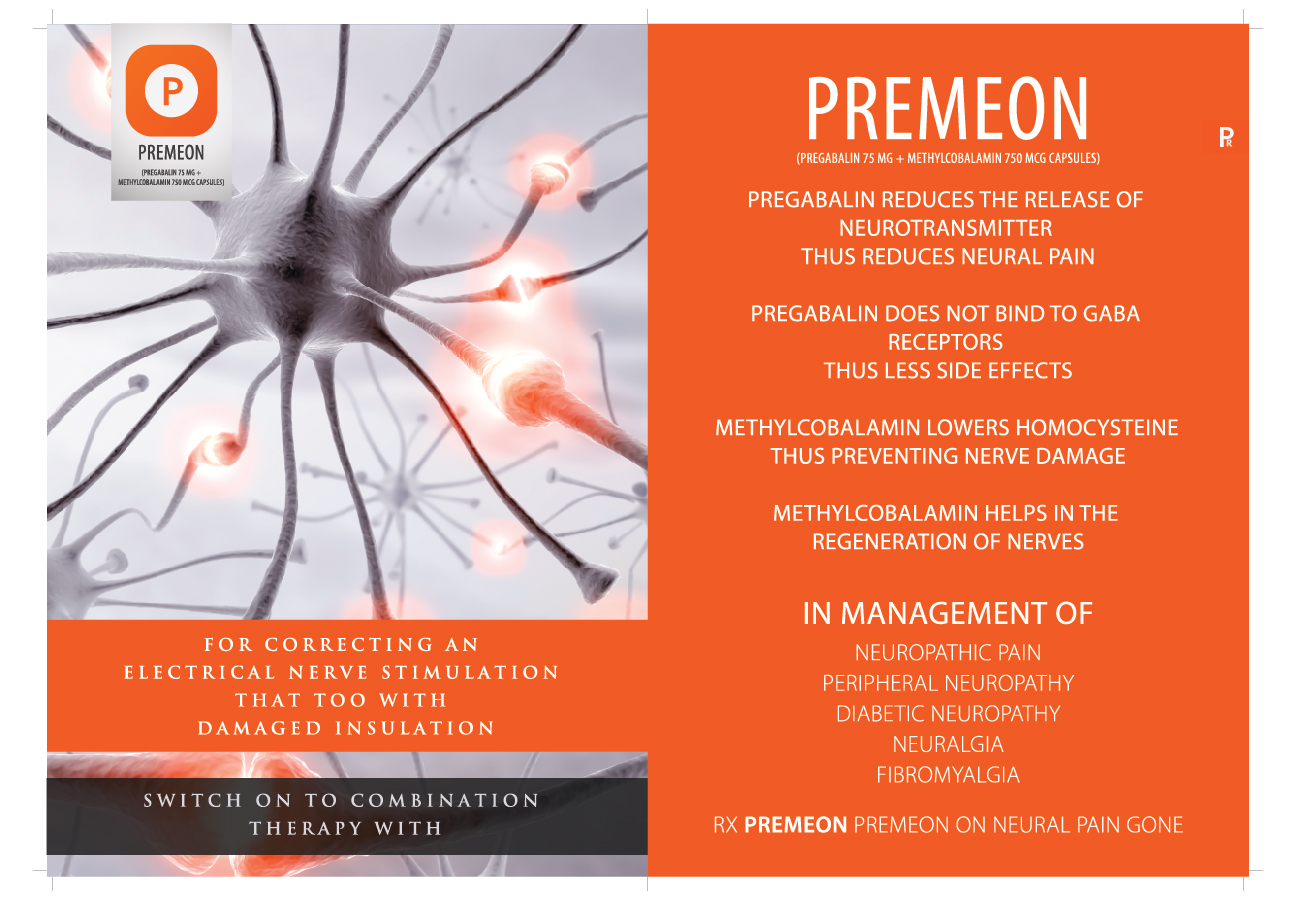 P
PREMEON
(PREGABALIN 75 MG +
METHYLCOBALAMIN 750 MCG CAPSULES)
FOR CORRECTING AN
ELECTRICAL NERVE STIMULATION
THAT TOO WITH
DAMAGED INSULATION
SWITCH ON TO COMBINATION
THERAPY WITH
PREMEON
(PREGABALIN 75 MG + METHYLCOBALAMIN 750 MCG CAPSULES)
PR
PREGABALIN REDUCES THE RELEASE OF
NEUROTRANSMITTER
THUS REDUCES NEURAL PAIN
PREGABALIN DOES NOT BIND TO GABA
RECEPTORS
THUS LESS SIDE EFFECTS
METHYLCOBALAMIN LOWERS HOMOCYSTEINE
THUS PREVENTING NERVE DAMAGE
METHYLCOBALAMIN HELPS IN THE
REGENERATION OF NERVES
IN MANAGEMENT OF
NEUROPATHIC PAIN
PERIPHERAL NEUROPATHY
DIABETIC NEUROPATHY
NEURALGIA
FIBROMYALGIA
RX PREMEON PREMEON ON NEURAL PAIN GONE